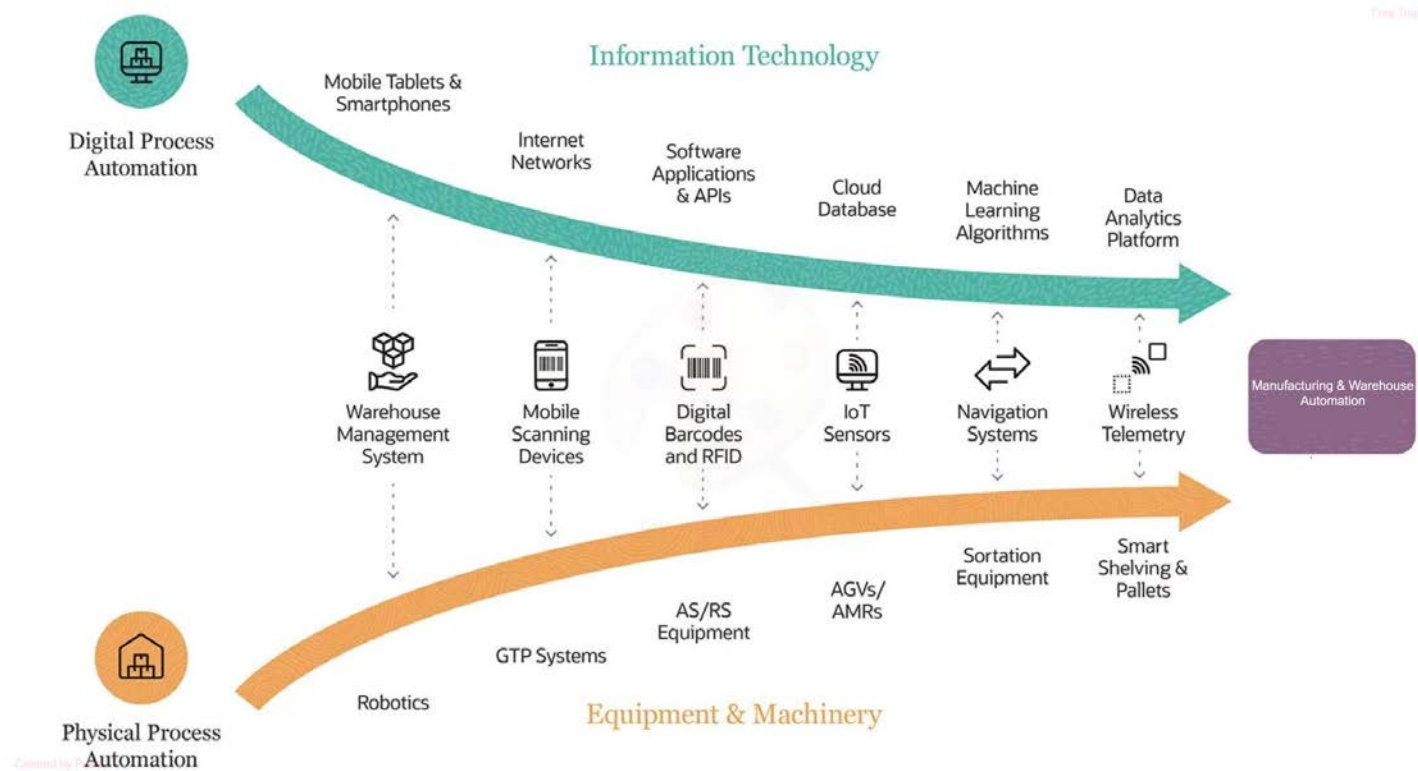 Information Technology
Digital Process
Automation
Mobile Tablets &
Smartphones
Internet
Networks
Software
Applications
& APIs
Cloud
Database
Machine
Learning
Algorithms
Data
Analytics
Platform
Warehouse
Management
System
Mobile
Scanning
Devices
Digital
Barcodes
and RFID
IoT
Sensors
Navigation
Systems
Wireless
Telemetry
Manufacturing & Warehouse
Automation
Robotics
GTP Systems
AS/RS
Equipment
AGVs/
AMRs
Sortation
Equipment
Smart
Shelving &
Pallets
Physical Process
Automation
Equipment & Machinery